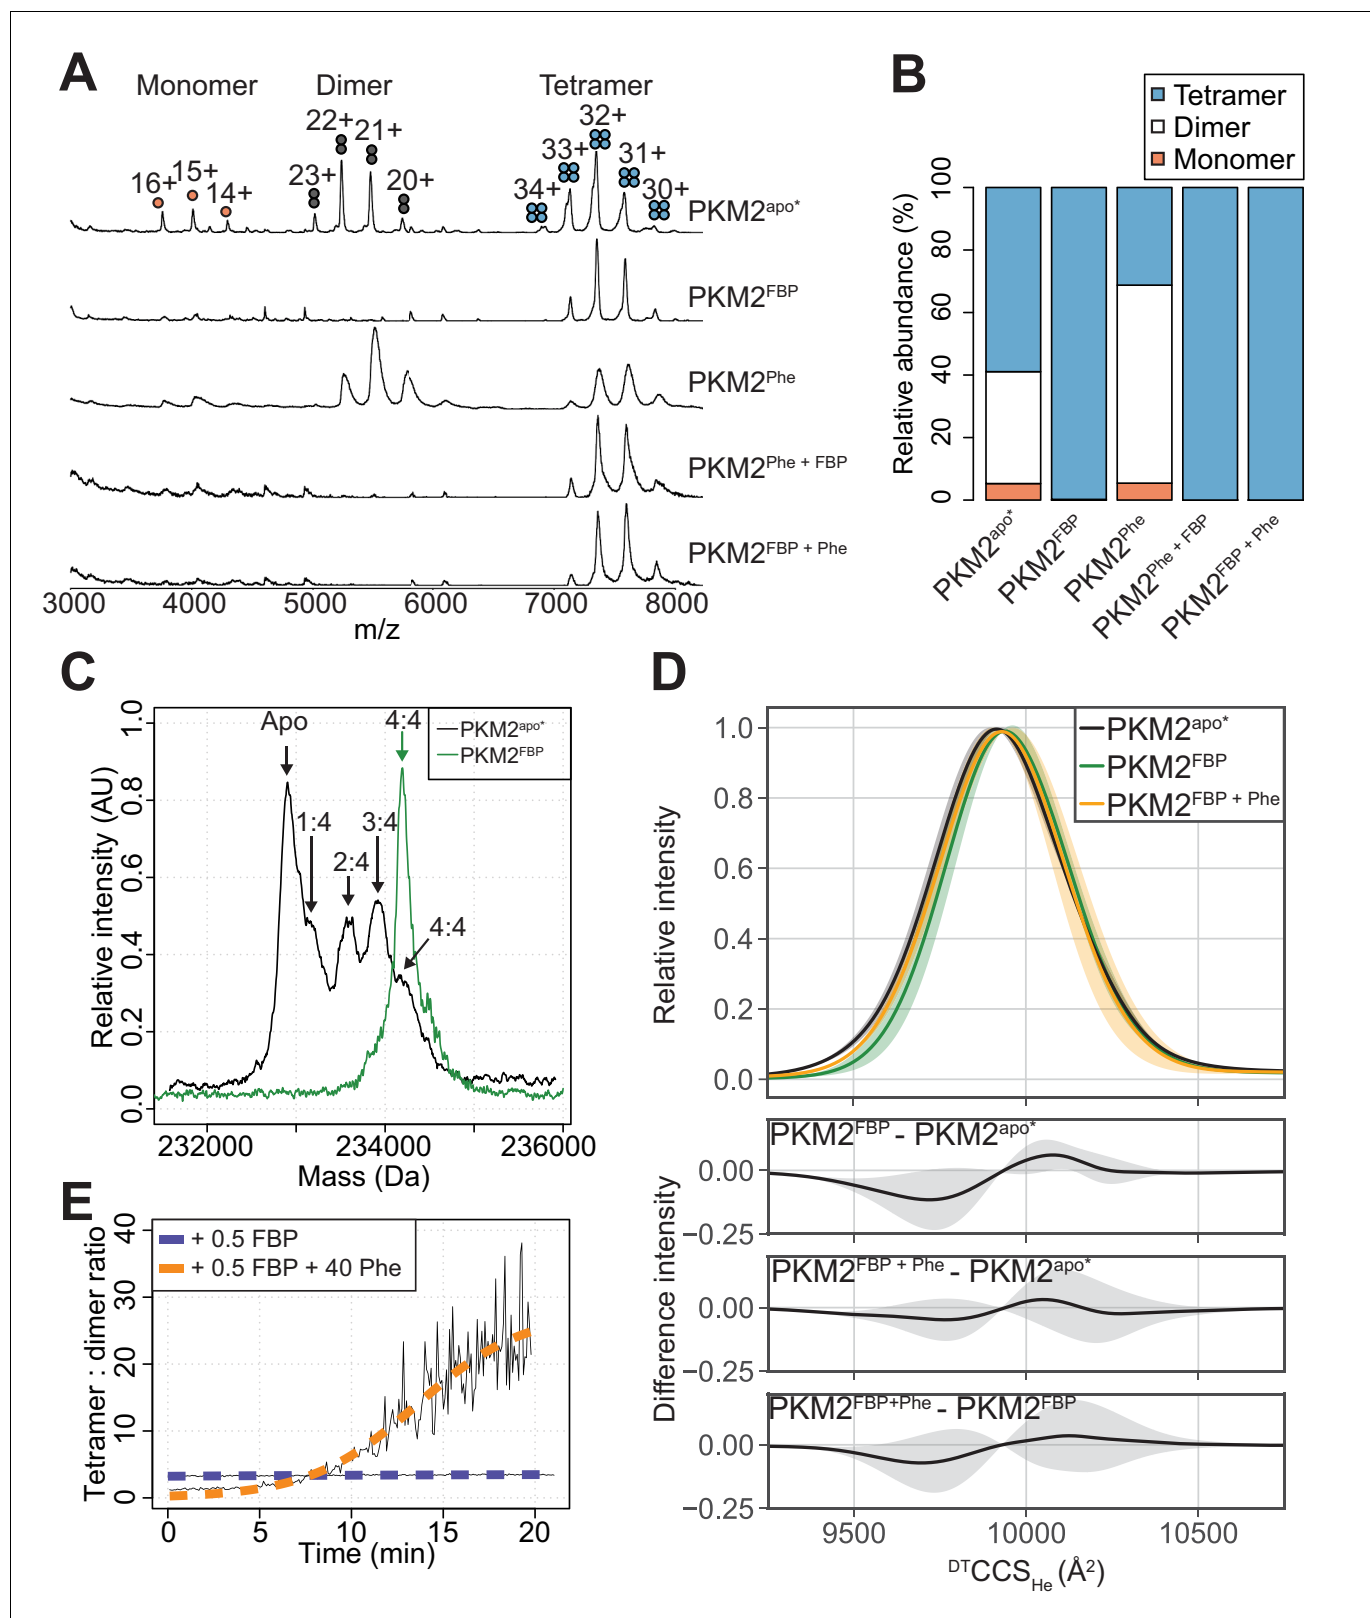 A
Monomer Dimer Tetramer
16+ 15+ 14+ 23+ 22+ 21+ 20+ 34+ 33+ 32+ 31+ 30+
PKM2apo*
PKM2FBP
PKM2Phe
PKM2Phe + FBP
PKM2FBP + Phe
3000 4000 5000 6000 7000 8000
m/z
B
Tetramer
Dimer
Monomer
Relative abundance (%)
100
80
60
40
20
0
PKM2apo*
PKM2FBP
PKM2Phe
PKM2Phe + FBP
PKM2FBP + Phe
C
PKM2apo*
PKM2FBP
Apo
1:4
2:4
3:4
4:4
4:4
Relative intensity (AU)
1.0
0.8
0.6
0.4
0.2
0.0
232000 234000 236000
Mass (Da)
D
PKM2apo*
PKM2FBP
PKM2FBP + Phe
Relative intensity
1.0
0.8
0.6
0.4
0.2
0.0
PKM2FBP - PKM2apo*
0.00
−0.25
PKM2FBP + Phe - PKM2apo*
0.00
−0.25
PKM2FBP+Phe - PKM2FBP
0.00
−0.25
Difference intensity
9500 10000 10500
DTCCSHe (Å2)
E
+ 0.5 FBP
+ 0.5 FBP + 40 Phe
Tetramer : dimer ratio
40
30
20
10
0
0 5 10 15 20
Time (min)